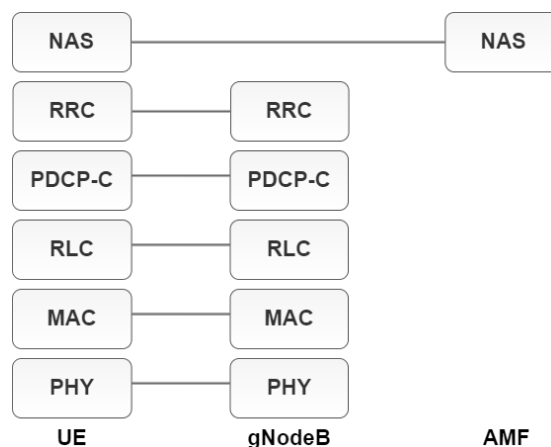 NAS NAS
RRC RRC
PDCP-C PDCP-C
RLC RLC
MAC MAC
PHY PHY
UE gNodeB AMF